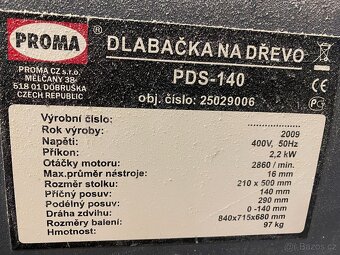 PROMA
PROMA CZ s.r.o.
MELČANY 38
518 01 DOBRUŠKA
CZECH REPUBLIC
DLABAČKA NA DŘEVO
PDS-140
obj. číslo: 25029006
CE
Výrobní číslo:
Rok výroby: 2009
Napětí: 400V, 50Hz
Příkon: 2,2 kW
Otáčky motoru: 2860 / min.
Max.průměr nástroje: 16 mm
Rozměr stolku: 210 x 500 mm
Příčný posuv: 140 mm
Podélný posuv: 290 mm
Dráha zdvihu: 0 -140 mm
Rozměry balení: 840x715x680 mm
Hmotnost: 97 kg